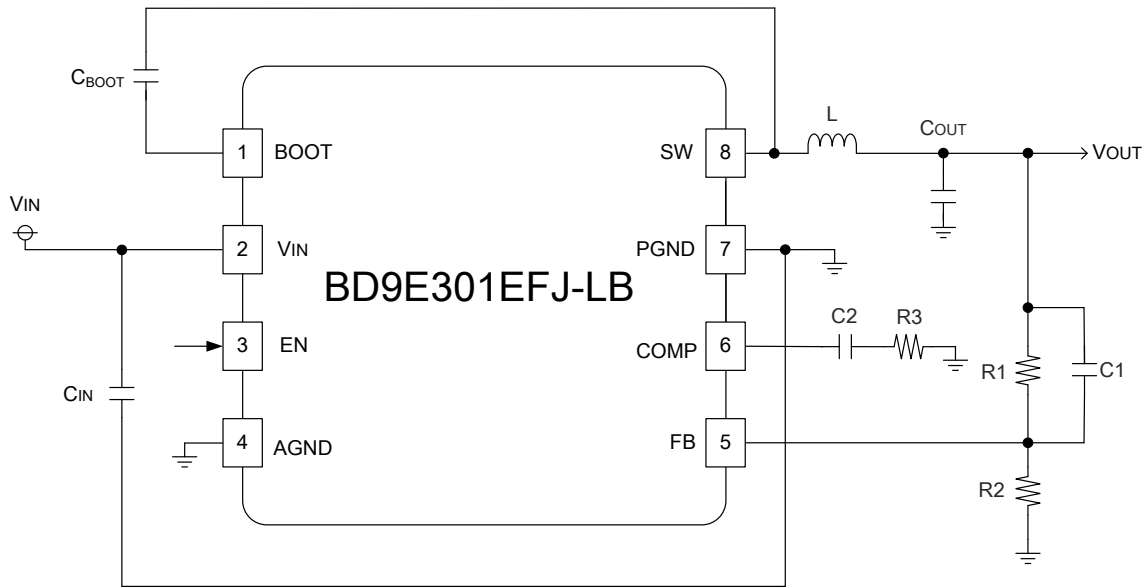 CBOOT
1 BOOT
SW 8
L
COUT
VOUT
VIN
2 VIN
PGND 7
BD9E301EFJ-LB
3 EN
COMP 6
C2
R3
R1
C1
CIN
4 AGND
FB 5
R2